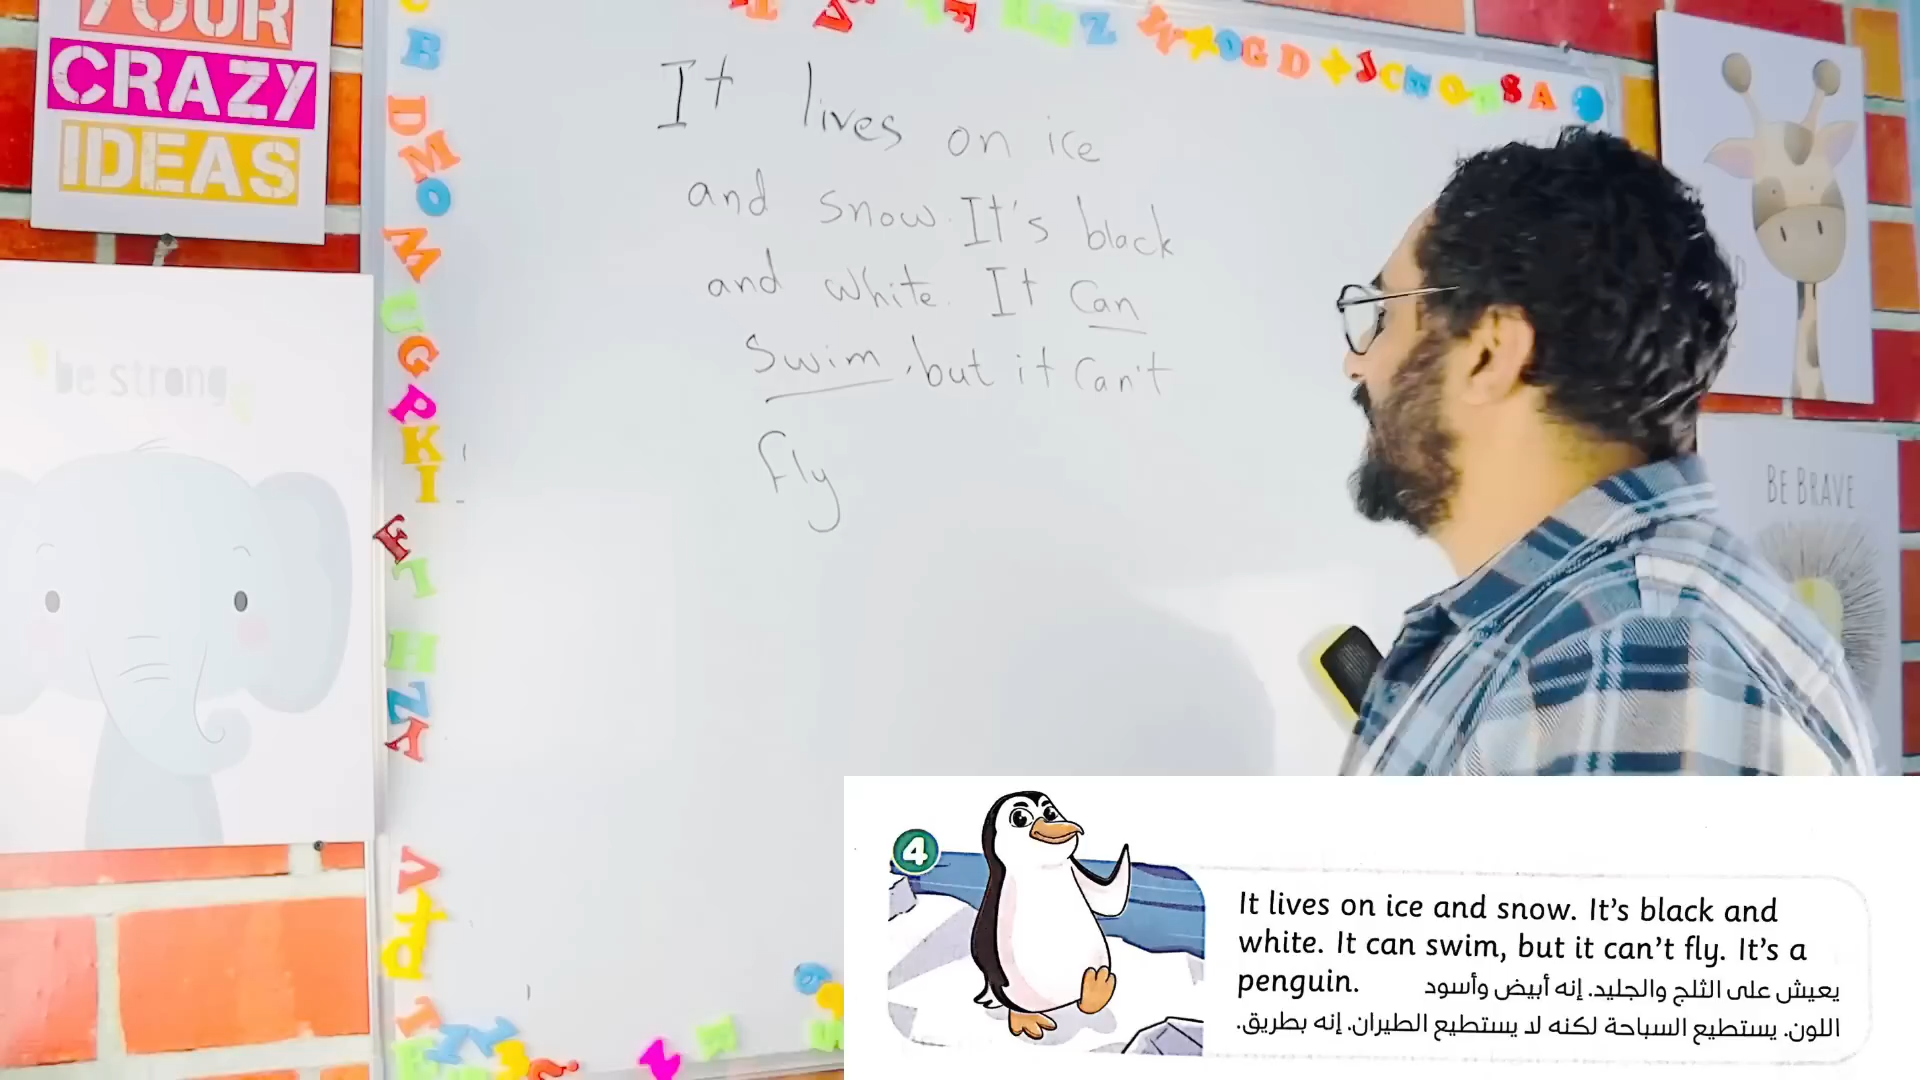 YOUR
CRAZY
IDEAS
be strong
It lives on ice
and snow. It's black
and white. It can
swim, but it can't
fly
BE BRAVE
4
It lives on ice and snow. It's black and
white. It can swim, but it can't fly. It's a
penguin.
يعيش على الثلج والجليد. إنه أبيض وأسود
اللون. يستطيع السباحة لكنه لا يستطيع الطيران. إنه بطريق.